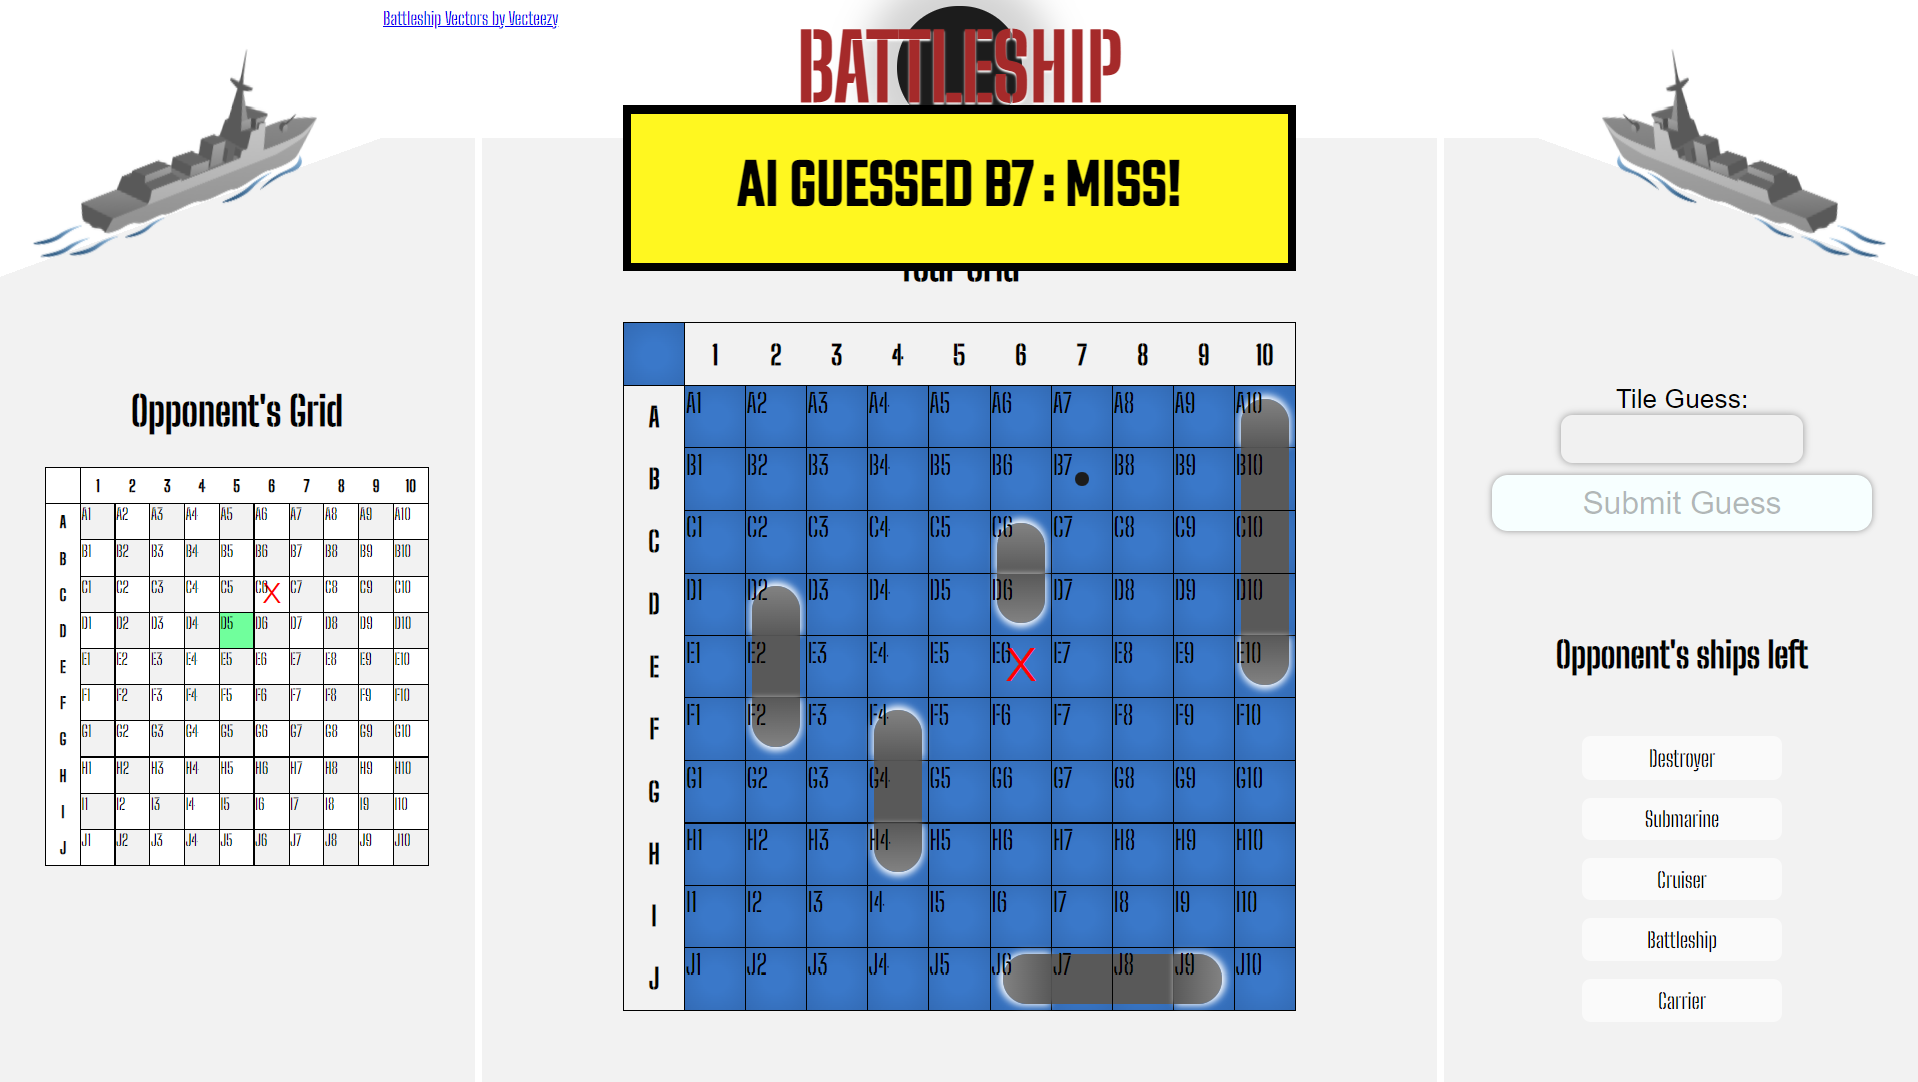 Battleship Vectors by Vecteezy
BATTLESHIP
AI GUESSED B7 : MISS!
Your Grid
Opponent's Grid
1 2 3 4 5 6 7 8 9 10
A A1 A2 A3 A4 A5 A6 A7 A8 A9 A10
B B1 B2 B3 B4 B5 B6 B7 B8 B9 B10
C C1 C2 C3 C4 C5 C6 C7 C8 C9 C10
D D1 D2 D3 D4 D5 D6 D7 D8 D9 D10
E E1 E2 E3 E4 E5 E6 E7 E8 E9 E10
F F1 F2 F3 F4 F5 F6 F7 F8 F9 F10
G G1 G2 G3 G4 G5 G6 G7 G8 G9 G10
H H1 H2 H3 H4 H5 H6 H7 H8 H9 H10
I I1 I2 I3 I4 I5 I6 I7 I8 I9 I10
J J1 J2 J3 J4 J5 J6 J7 J8 J9 J10
1 2 3 4 5 6 7 8 9 10
A A1 A2 A3 A4 A5 A6 A7 A8 A9 A10
B B1 B2 B3 B4 B5 B6 B7 B8 B9 B10
C C1 C2 C3 C4 C5 C6 C7 C8 C9 C10
D D1 D2 D3 D4 D5 D6 D7 D8 D9 D10
E E1 E2 E3 E4 E5 E6 E7 E8 E9 E10
F F1 F2 F3 F4 F5 F6 F7 F8 F9 F10
G G1 G2 G3 G4 G5 G6 G7 G8 G9 G10
H H1 H2 H3 H4 H5 H6 H7 H8 H9 H10
I I1 I2 I3 I4 I5 I6 I7 I8 I9 I10
J J1 J2 J3 J4 J5 J6 J7 J8 J9 J10
Tile Guess:
Submit Guess
Opponent's ships left
Destroyer
Submarine
Cruiser
Battleship
Carrier